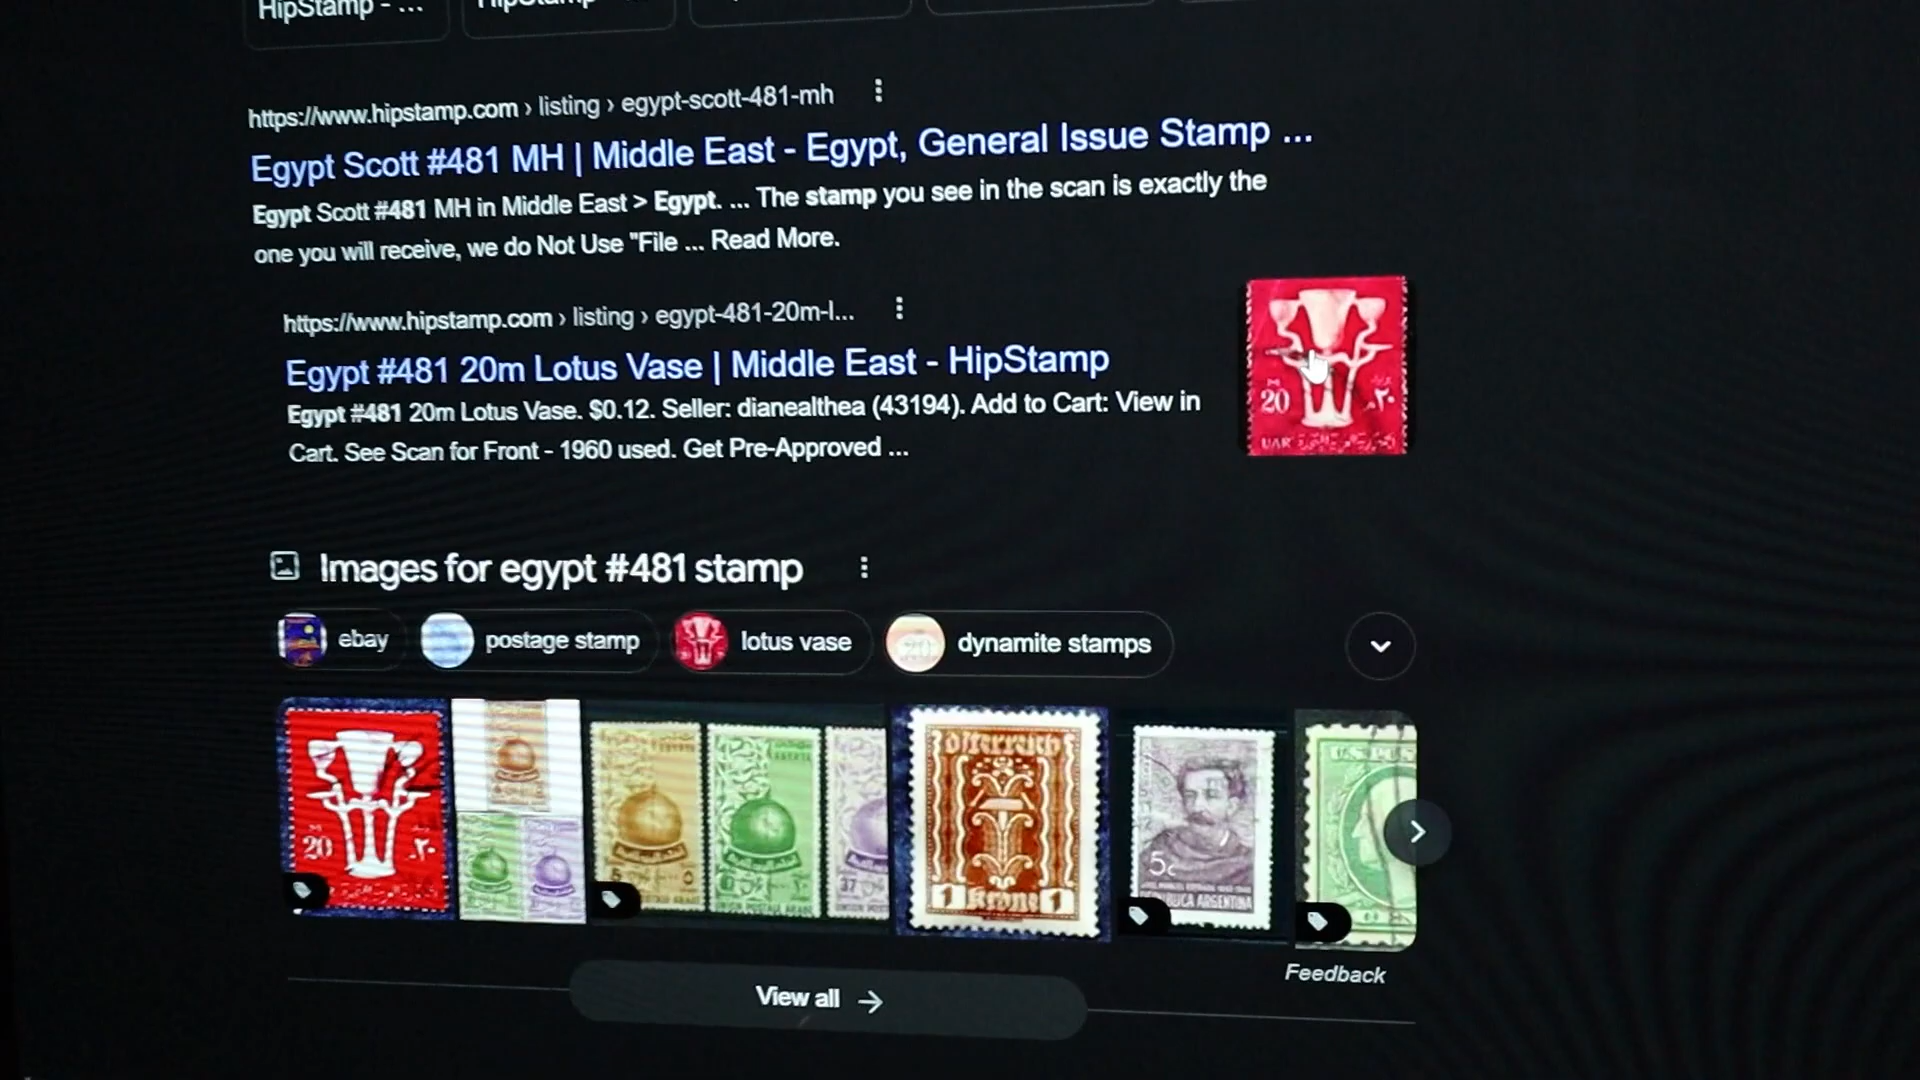 HipStamp - ...
HipStamp
https://www.hipstamp.com › listing › egypt-scott-481-mh
Egypt Scott #481 MH | Middle East - Egypt, General Issue Stamp ...
Egypt Scott #481 MH in Middle East > Egypt. ... The stamp you see in the scan is exactly the
one you will receive, we do Not Use "File ... Read More.
https://www.hipstamp.com › listing › egypt-481-20m-l...
Egypt #481 20m Lotus Vase | Middle East - HipStamp
Egypt #481 20m Lotus Vase. $0.12. Seller: dianealthea (43194). Add to Cart: View in
Cart. See Scan for Front - 1960 used. Get Pre-Approved ...
20 ٢٠
UAR
Images for egypt #481 stamp
ebay
postage stamp
lotus vase
dynamite stamps
20 ٢٠
37
österreich
1 Krone 1
5c
ARGENTINA
U.S. POS
Feedback
View all →